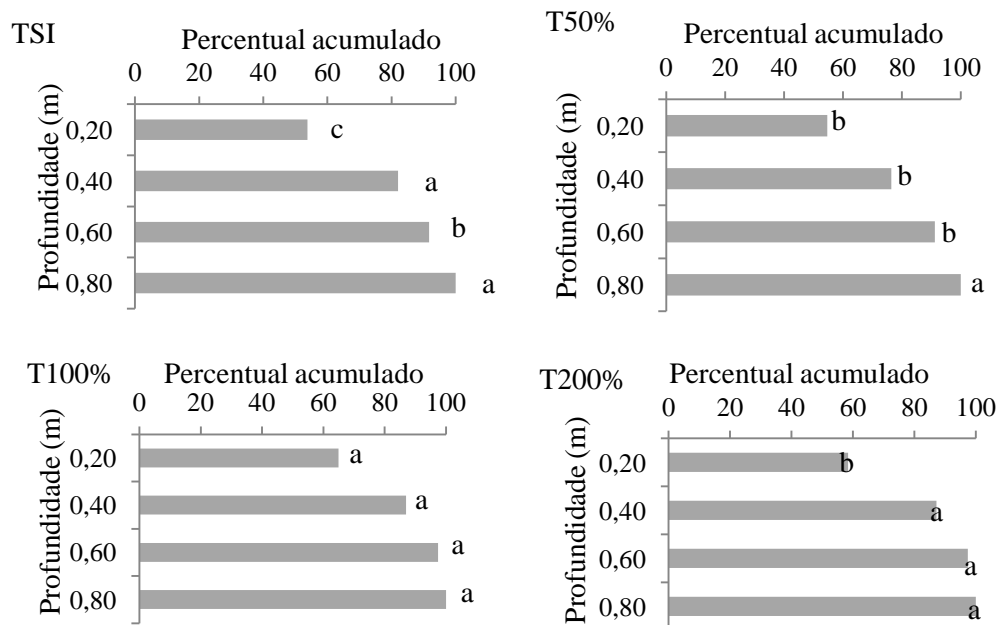 TSI
Percentual acumulado
0 20 40 60 80 100
Profundidade (m)
0,20 c
0,40 a
0,60 b
0,80 a
T50%
Percentual acumulado
0 20 40 60 80 100
Profundidade (m)
0,20 b
0,40 b
0,60 b
0,80 a
T100%
Percentual acumulado
0 20 40 60 80 100
Profundidade (m)
0,20 a
0,40 a
0,60 a
0,80 a
T200%
Percentual acumulado
0 20 40 60 80 100
Profundidade (m)
0,20 b
0,40 a
0,60 a
0,80 a